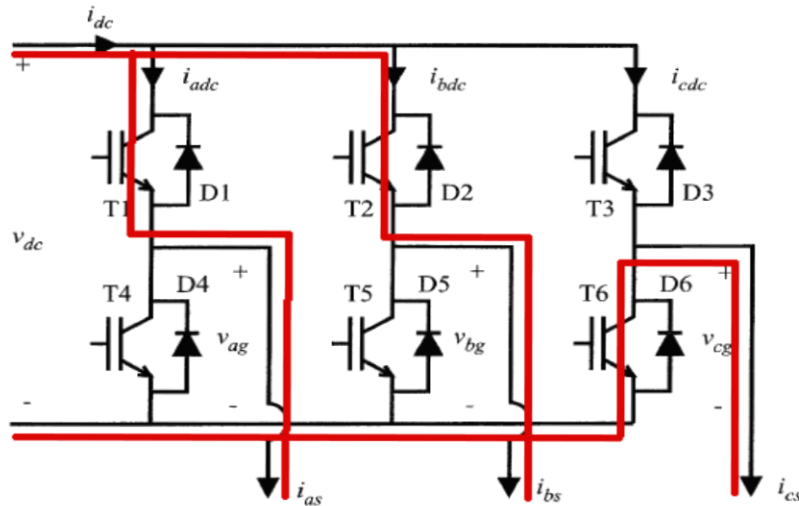 i_dc
+
i_adc
i_bdc
i_cdc
T1
D1
T2
D2
T3
D3
v_dc
T4
D4
+
T5
D5
+
T6
D6
+
v_ag
v_bg
v_cg
-
-
-
-
i_as
i_bs
i_cs